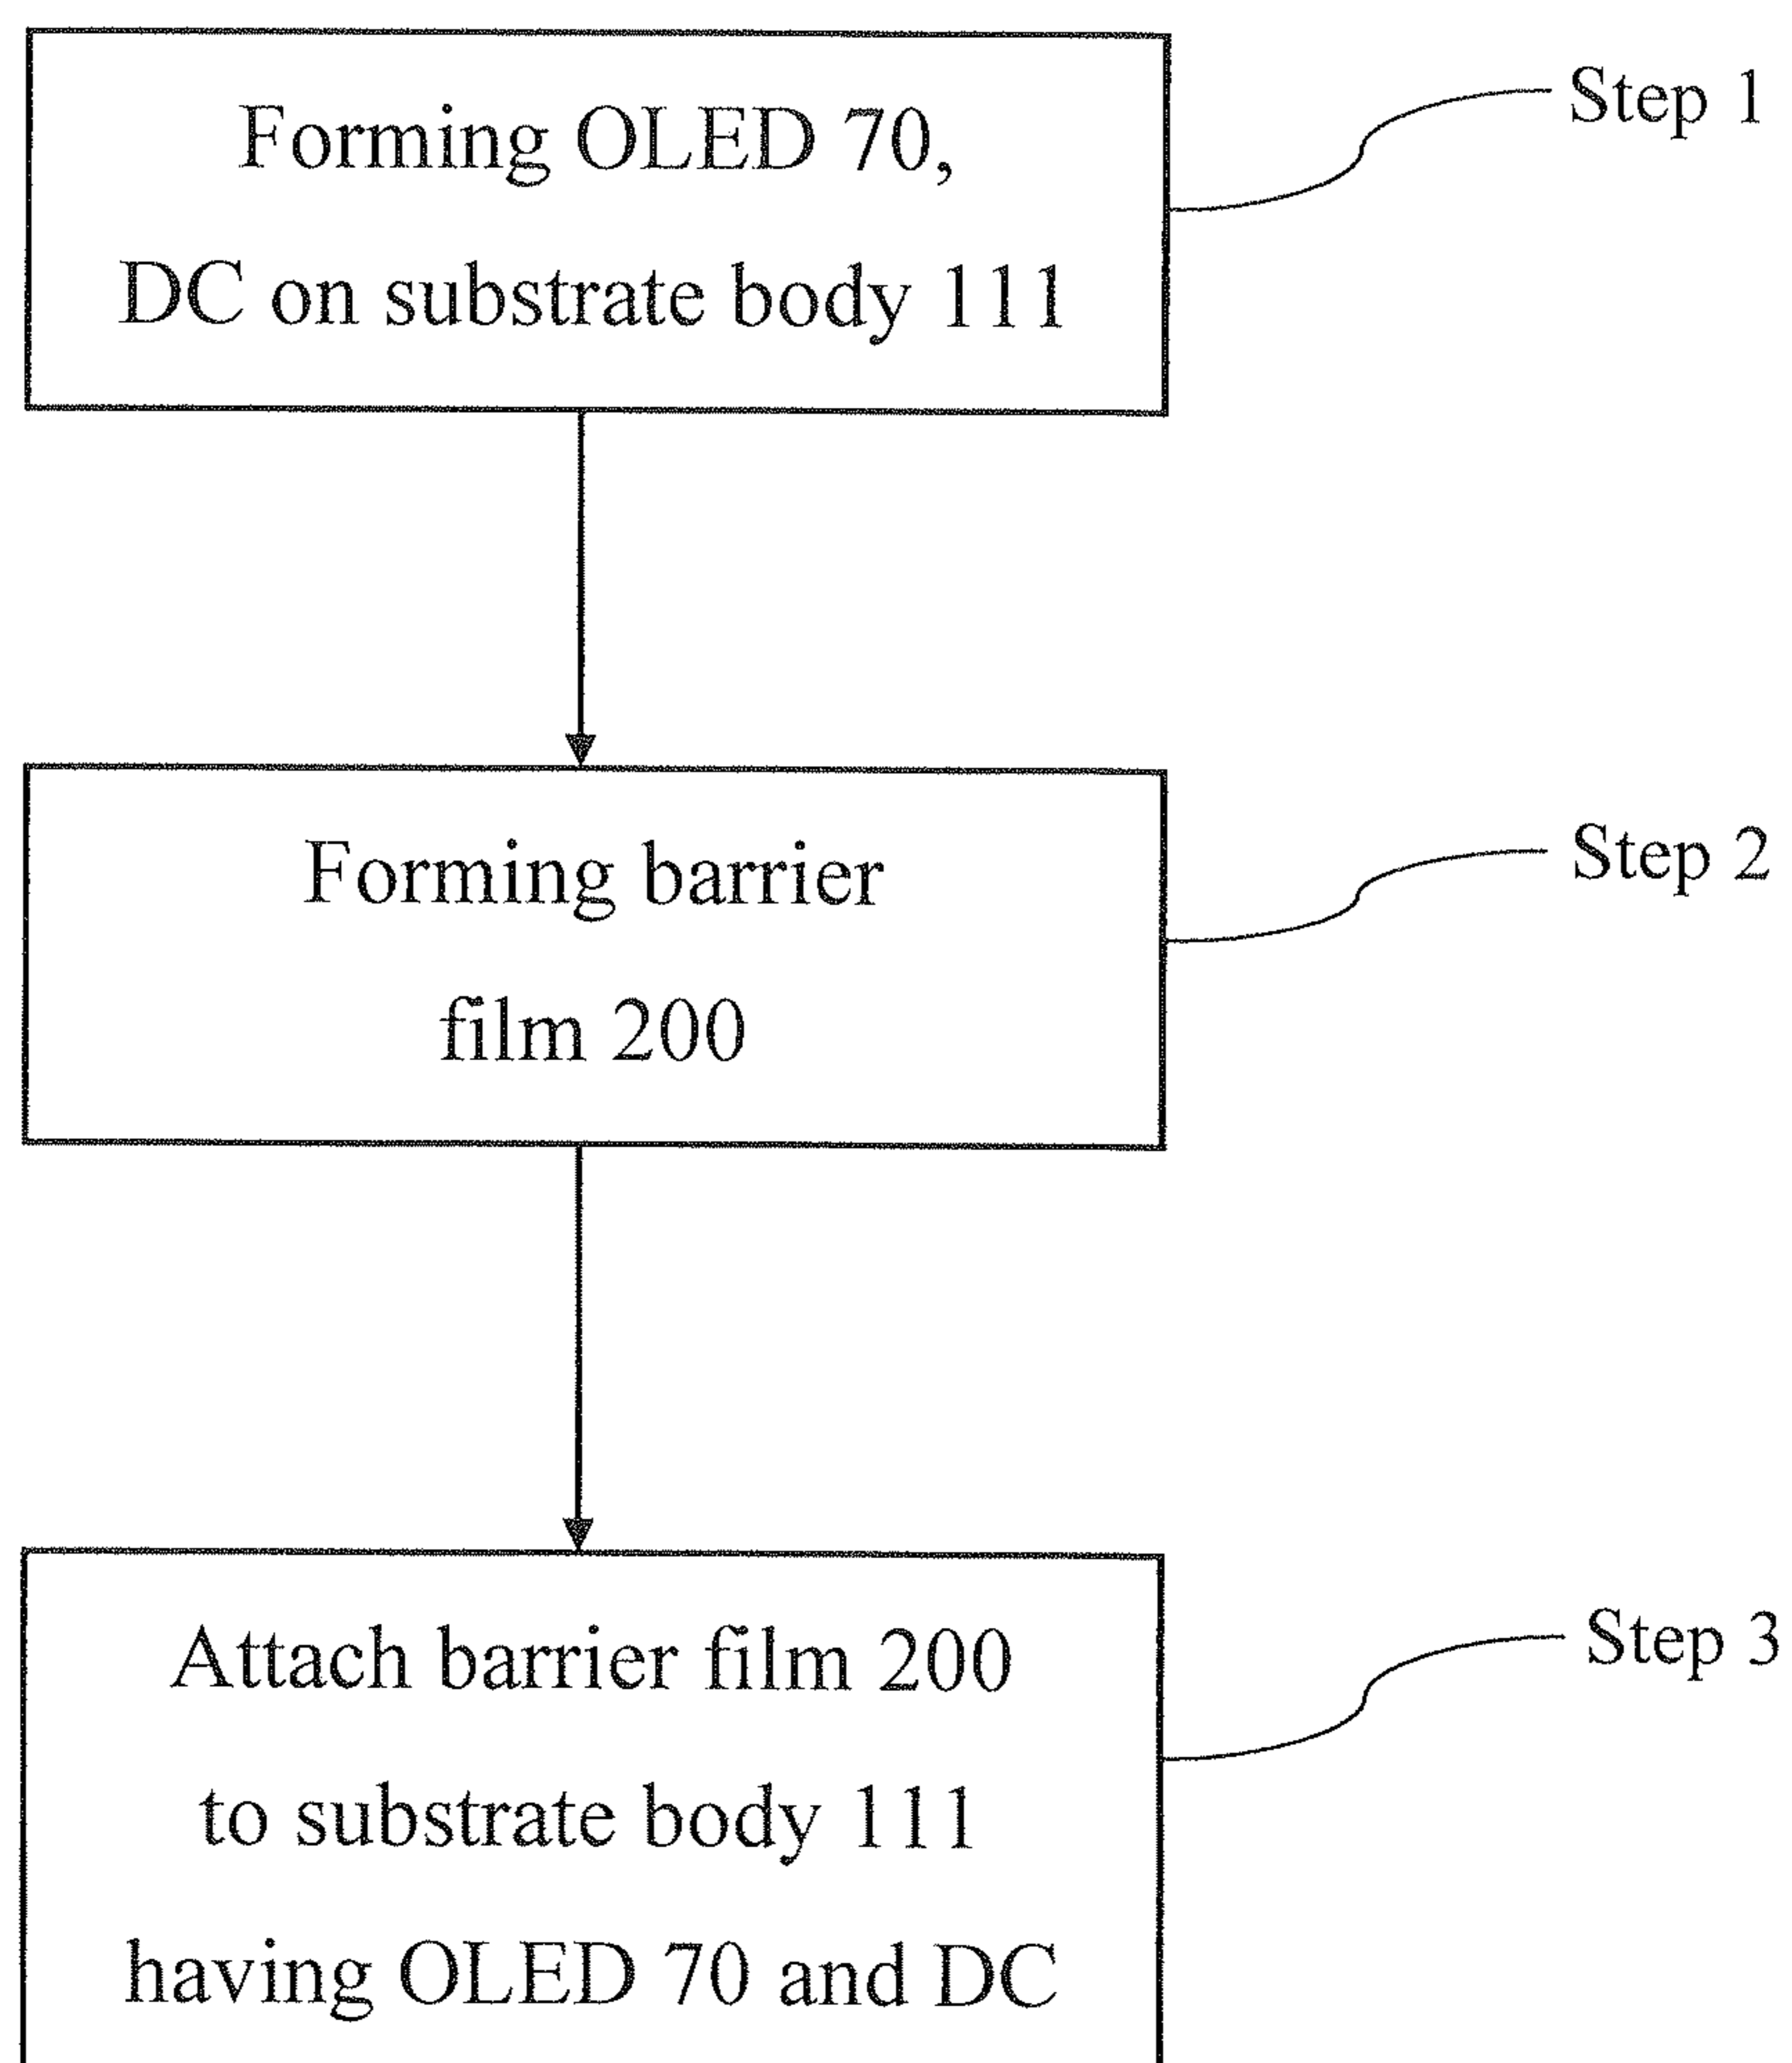 Forming OLED 70,
DC on substrate body 111
Step 1
Forming barrier
film 200
Step 2
Attach barrier film 200
to substrate body 111
having OLED 70 and DC
Step 3